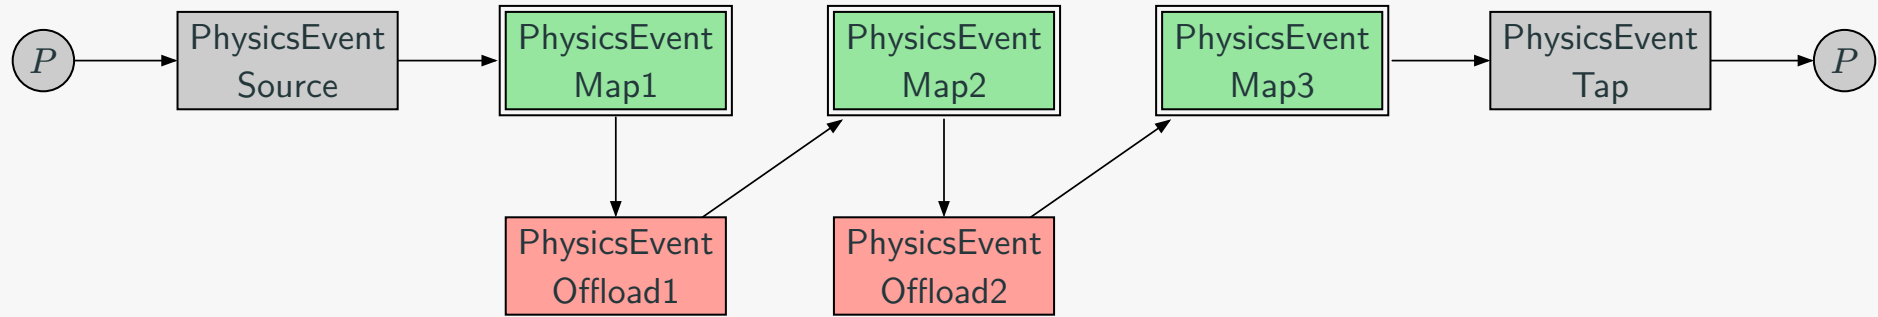 P
PhysicsEvent
Source
PhysicsEvent
Map1
PhysicsEvent
Map2
PhysicsEvent
Map3
PhysicsEvent
Tap
P
PhysicsEvent
Offload1
PhysicsEvent
Offload2